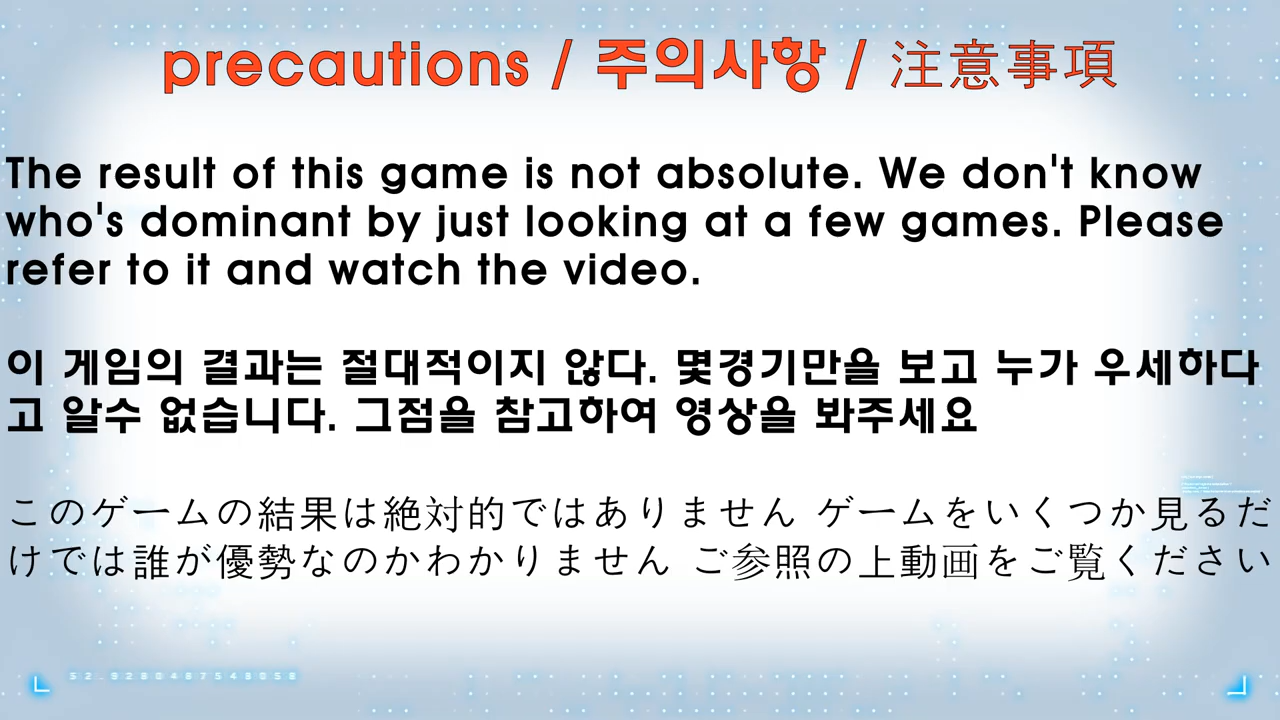 precautions / 주의사항 / 注意事項
The result of this game is not absolute. We don't know
who's dominant by just looking at a few games. Please
refer to it and watch the video.
이 게임의 결과는 절대적이지 않다. 몇경기만을 보고 누가 우세하다
고 알수 없습니다. 그점을 참고하여 영상을 봐주세요
このゲームの結果は絶対的ではありません ゲームをいくつか見るだ
けでは誰が優勢なのかわかりません ご参照の上動画をご覧ください